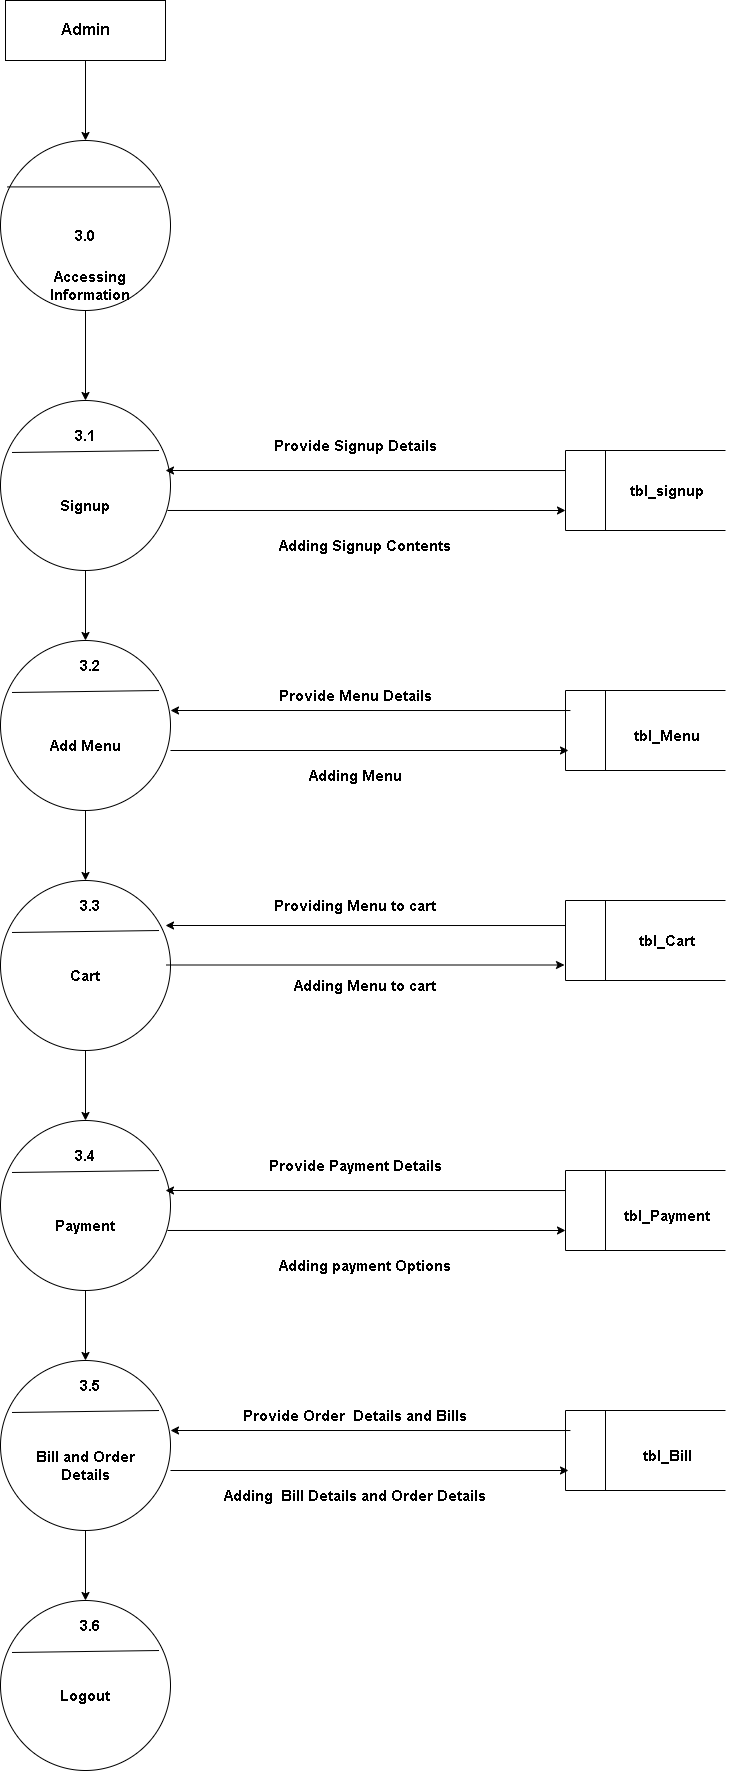 Admin
3.0
Accessing
Information
3.1
Provide Signup Details
Signup
tbl_signup
Adding Signup Contents
3.2
Provide Menu Details
Add Menu
tbl_Menu
Adding Menu
3.3
Providing Menu to cart
Cart
tbl_Cart
Adding Menu to cart
3.4
Provide Payment Details
Payment
tbl_Payment
Adding payment Options
3.5
Provide Order  Details and Bills
Bill and Order
Details
tbl_Bill
Adding  Bill Details and Order Details
3.6
Logout